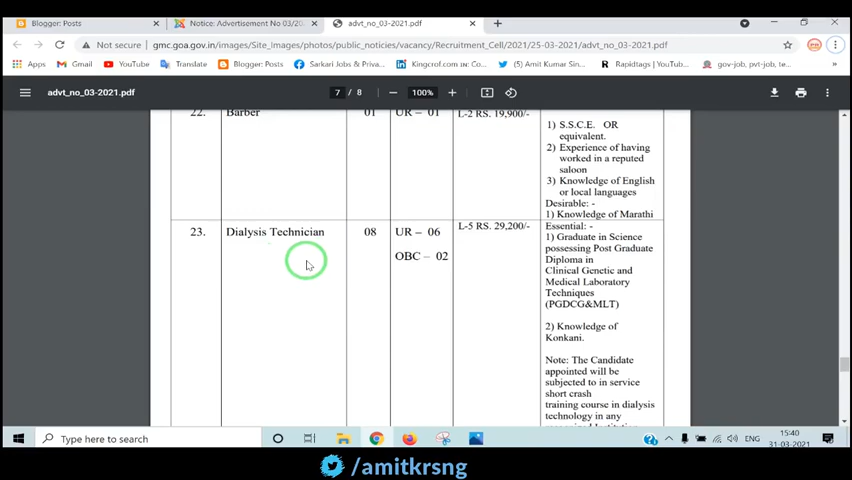 Blogger: Posts
Notice: Advertisement No 03/20
advt_no_03-2021.pdf
Not secure | gmc.goa.gov.in/images/Site_Images/photos/public_noticies/vacancy/Recruitment_Cell/2021/25-03-2021/advt_no_03-2021.pdf
Apps Gmail YouTube Translate Blogger: Posts Sarkari Jobs & Priva... Kingcrof.com इन Kingc... (5) Amit Kumar Sin... Rapidtags | YouTub... gov-job, pvt-job, te...
advt_no_03-2021.pdf
7 / 8
100%
22. Barber 01 UR – 01 L-2 RS. 19,900/-
1) S.S.C.E. OR
equivalent.
2) Experience of having
worked in a reputed
saloon
3) Knowledge of English
or local languages
Desirable: -
1) Knowledge of Marathi
23. Dialysis Technician 08 UR – 06 L-5 RS. 29,200/-
OBC – 02
Essential: -
1) Graduate in Science
possessing Post Graduate
Diploma in
Clinical Genetic and
Medical Laboratory
Techniques
(PGDCG&MLT)
2) Knowledge of
Konkani.
Note: The Candidate
appointed will be
subjected to in service
short crash
training course in dialysis
technology in any
Type here to search
ENG
15:40
31-03-2021
/amitkrsng